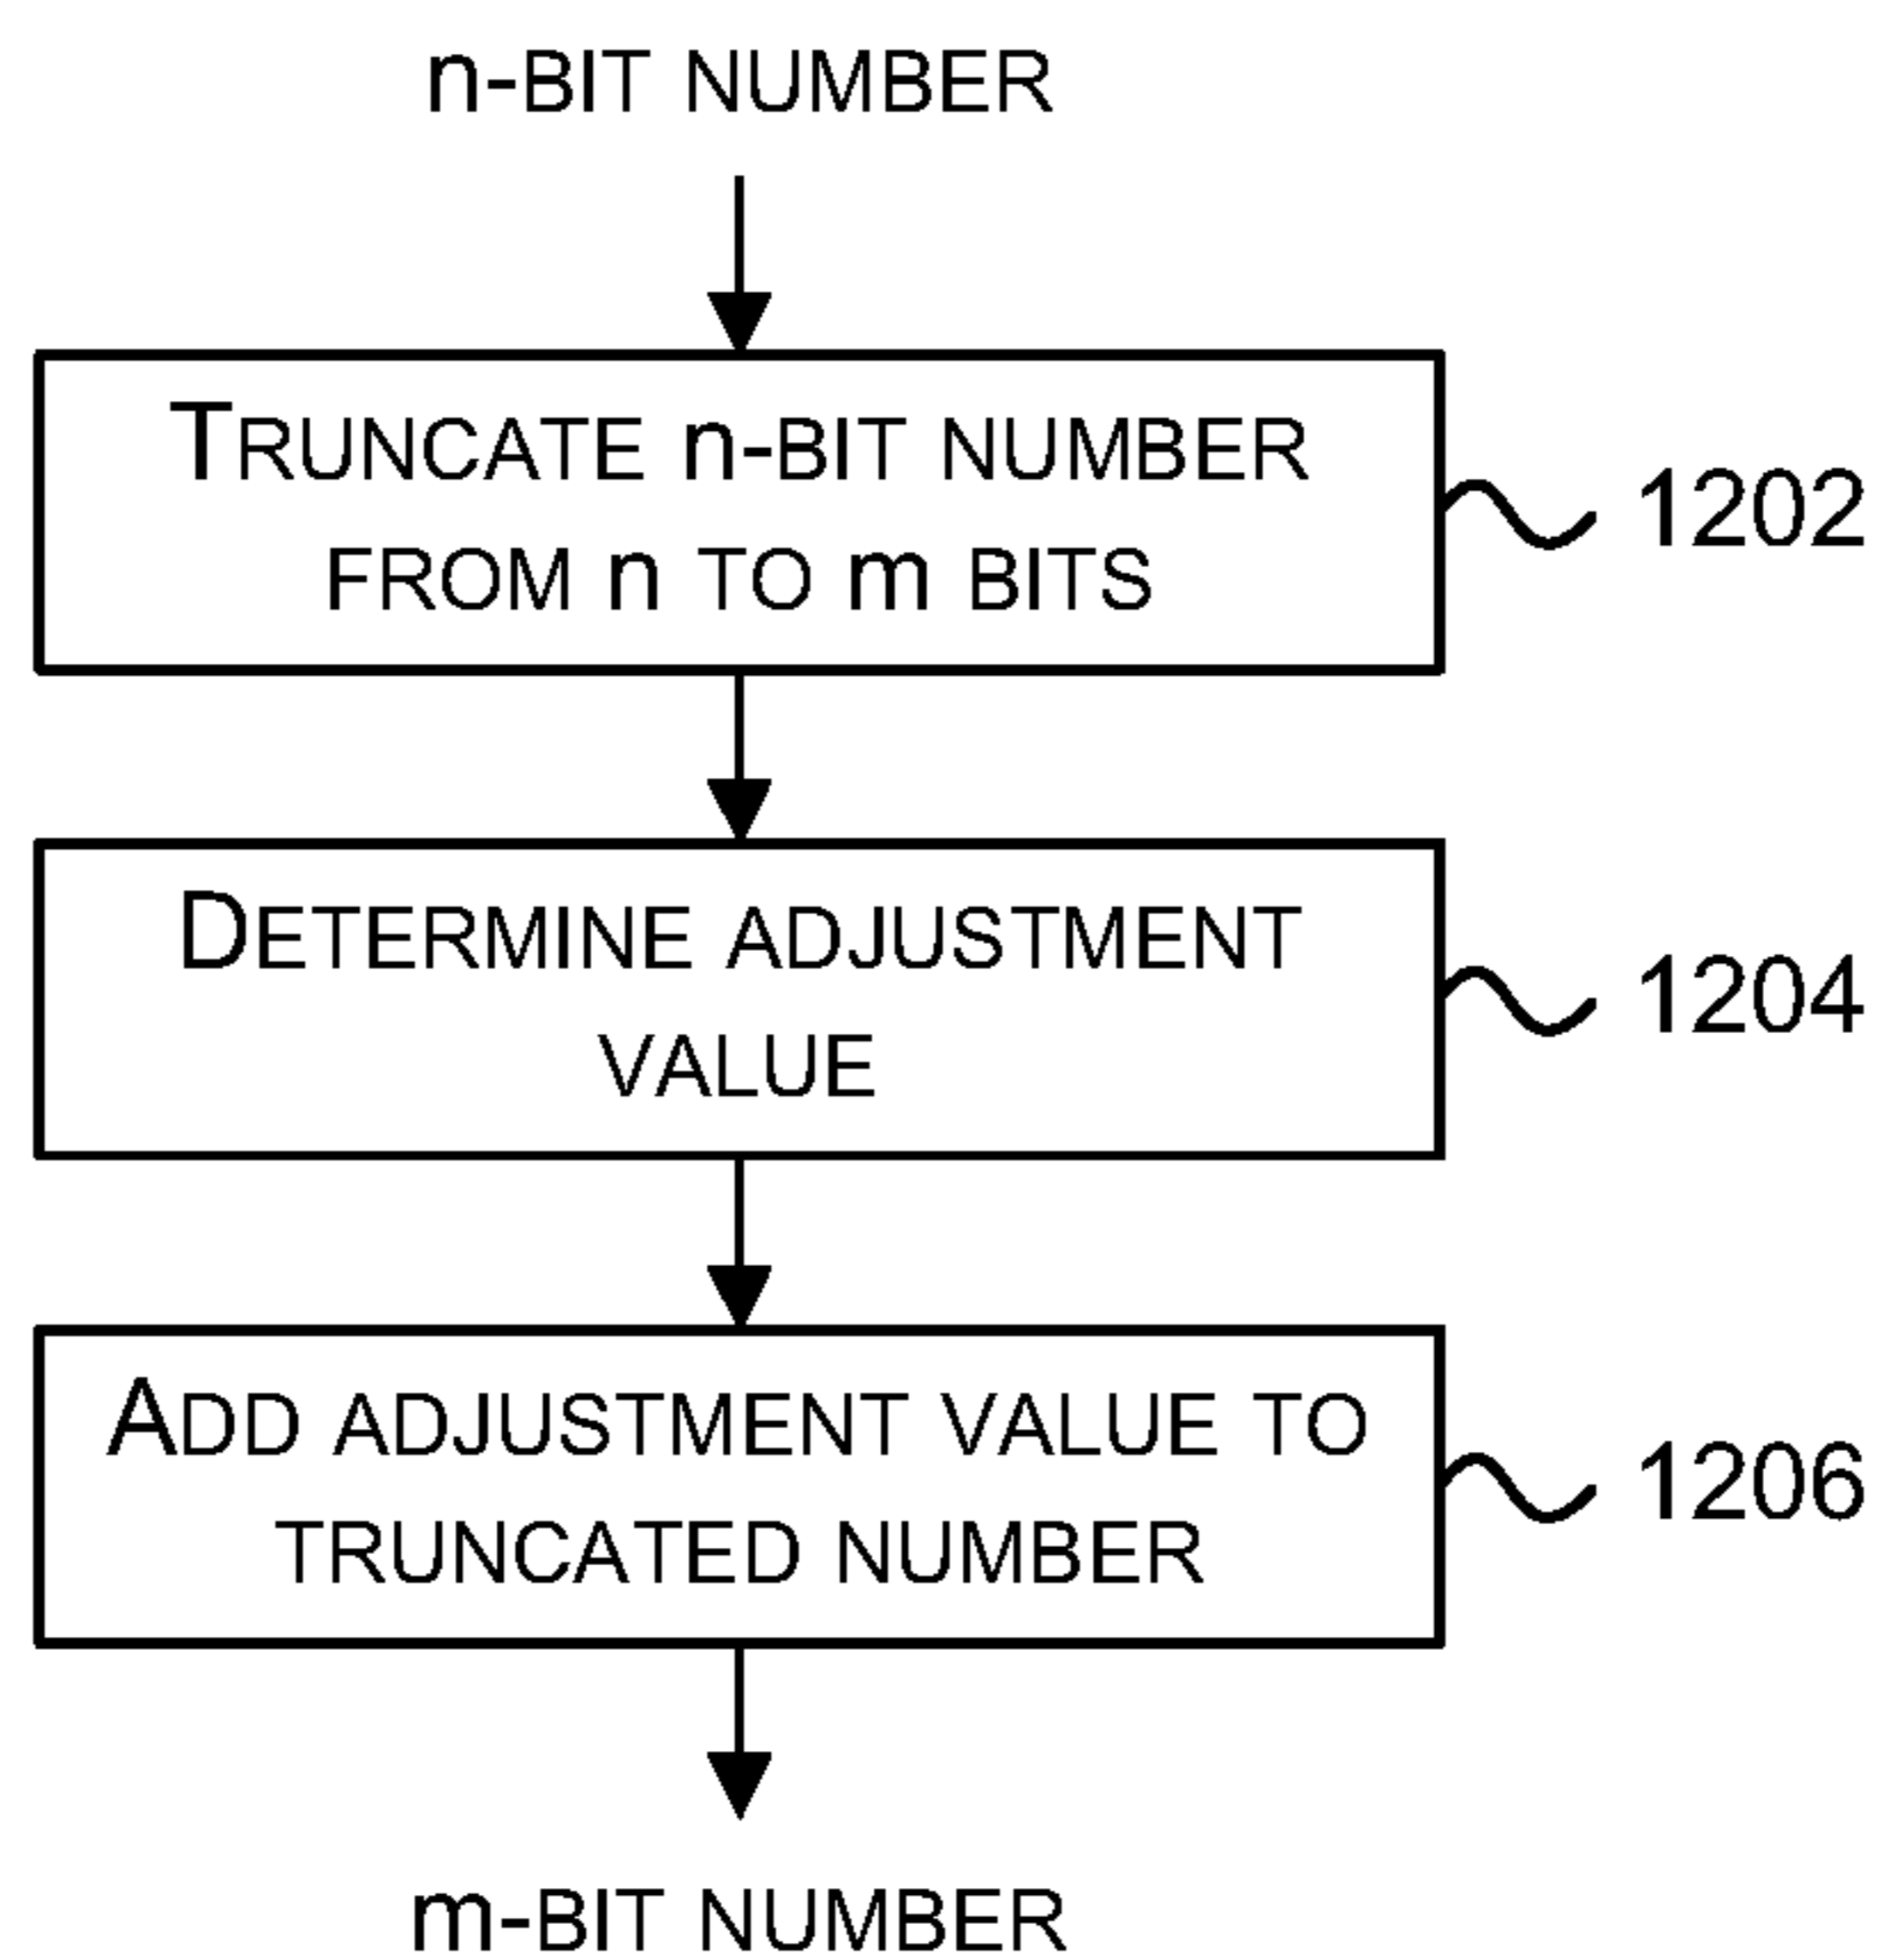 n-BIT NUMBER
TRUNCATE n-BIT NUMBER
FROM n TO m BITS
1202
DETERMINE ADJUSTMENT
VALUE
1204
ADD ADJUSTMENT VALUE TO
TRUNCATED NUMBER
1206
m-BIT NUMBER